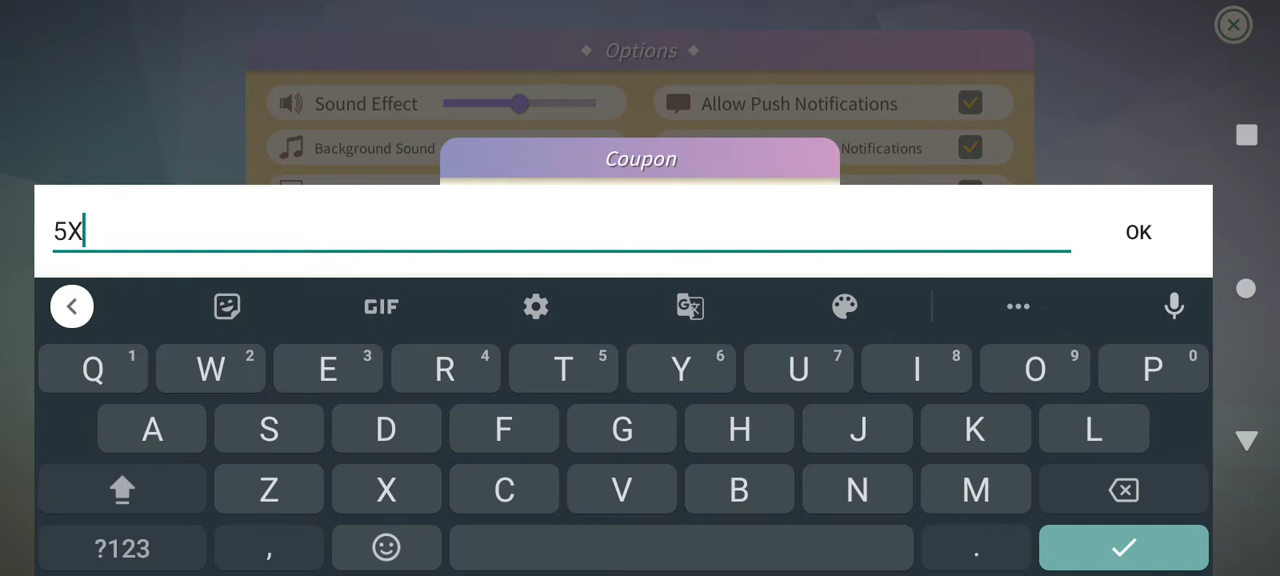 Options
Sound Effect
Allow Push Notifications
Background Sound
Notifications
Coupon
5X
OK
GIF
G
Q 1 W 2 E 3 R 4 T 5 Y 6 U 7 I 8 O 9 P 0
A S D F G H J K L
Z X C V B N M
?123 , .